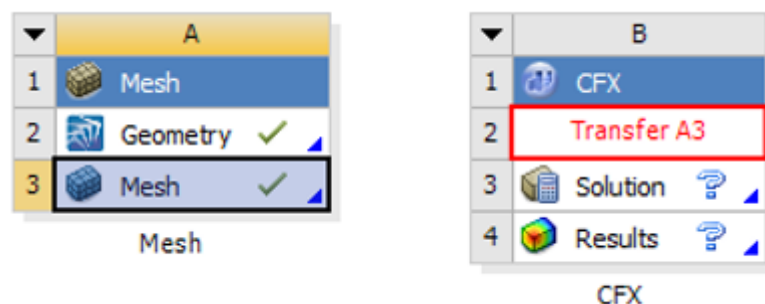 A
1 Mesh
2 Geometry
3 Mesh
Mesh
B
1 CFX
2 Transfer A3
3 Solution ?
4 Results ?
CFX